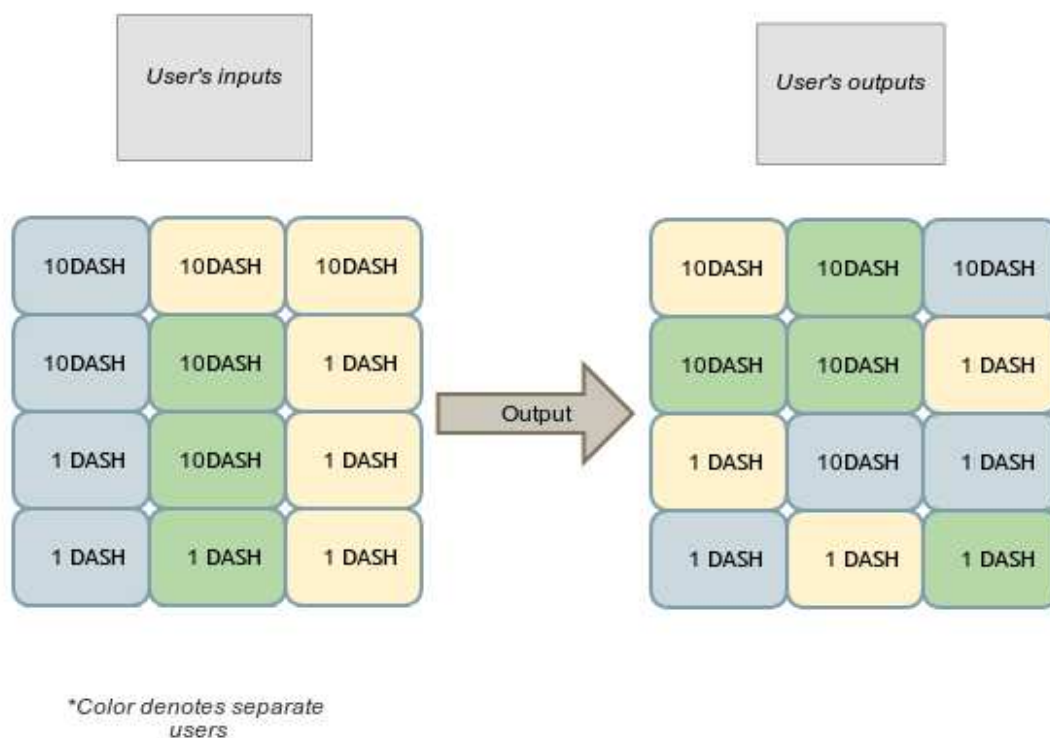 User's inputs
User's outputs
10DASH 10DASH 10DASH
10DASH 10DASH 1 DASH
1 DASH 10DASH 1 DASH
1 DASH 1 DASH 1 DASH
Output
10DASH 10DASH 10DASH
10DASH 10DASH 1 DASH
1 DASH 10DASH 1 DASH
1 DASH 1 DASH 1 DASH
*Color denotes separate
users